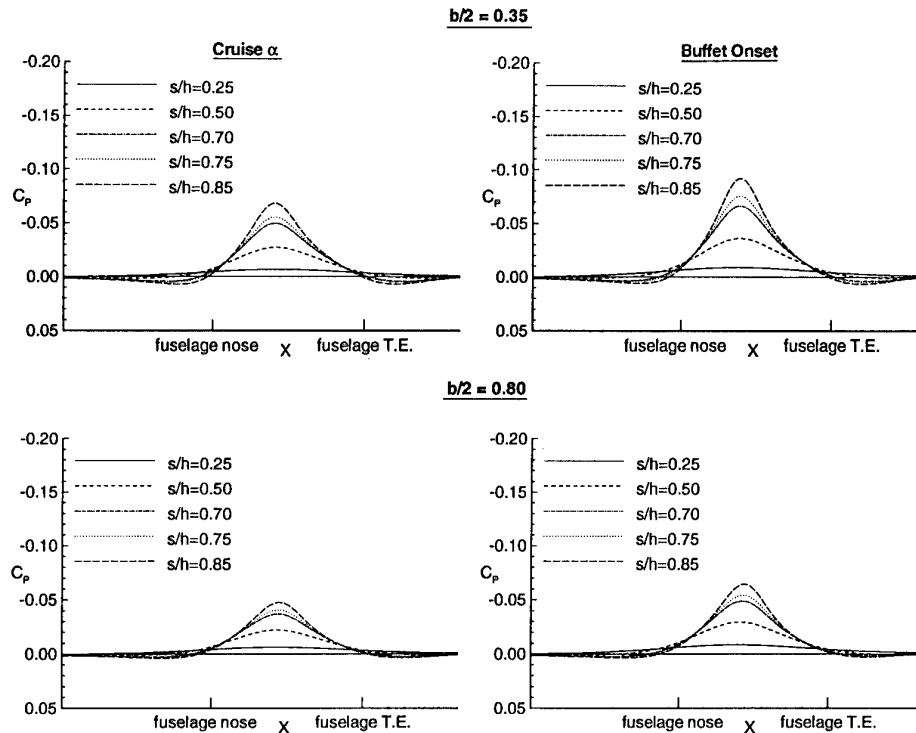 b/2 = 0.35
Cruise α
-0.20
-0.15
-0.10
-0.05
0.00
0.05
Cₚ
s/h=0.25
s/h=0.50
s/h=0.70
s/h=0.75
s/h=0.85
fuselage nose X fuselage T.E.
Buffet Onset
-0.20
-0.15
-0.10
-0.05
0.00
0.05
Cₚ
s/h=0.25
s/h=0.50
s/h=0.70
s/h=0.75
s/h=0.85
fuselage nose X fuselage T.E.
b/2 = 0.80
-0.20
-0.15
-0.10
-0.05
0.00
0.05
Cₚ
s/h=0.25
s/h=0.50
s/h=0.70
s/h=0.75
s/h=0.85
fuselage nose X fuselage T.E.
-0.20
-0.15
-0.10
-0.05
0.00
0.05
Cₚ
s/h=0.25
s/h=0.50
s/h=0.70
s/h=0.75
s/h=0.85
fuselage nose X fuselage T.E.